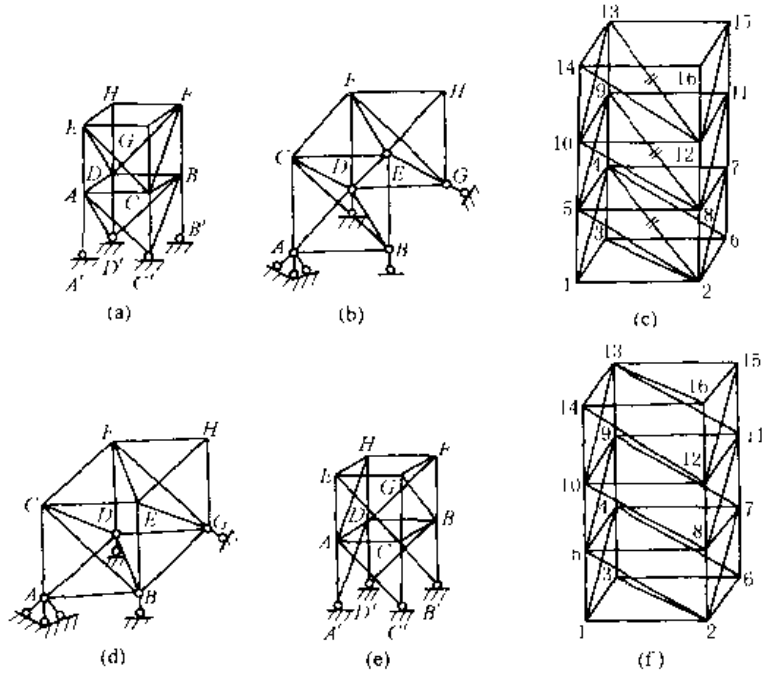 H F
E
G
D B
A C
B'
D'
A' C'
(a)
F H
C
D
E
G
A B
(b)
13 15
14 16
9 11
10 12
4 7
5 8
3 6
1 2
(c)
F H
C
D E
G
A B
(d)
H F
E G
D B
A C
D'
A' C' B'
(e)
13 15
14 16
9 11
12
10
4 7
8
3 6
1 2
(f)